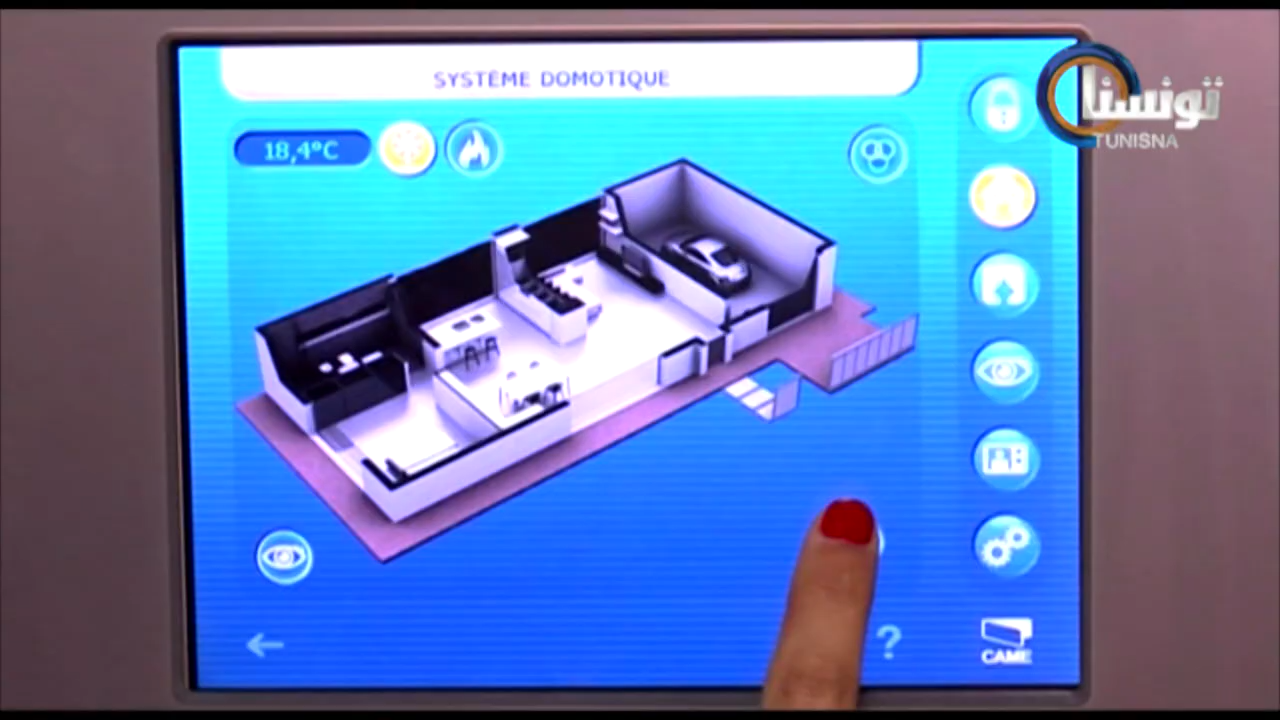 SYSTÈME DOMOTIQUE
تونسنا
TUNISNA
18,4°C
?
CAME